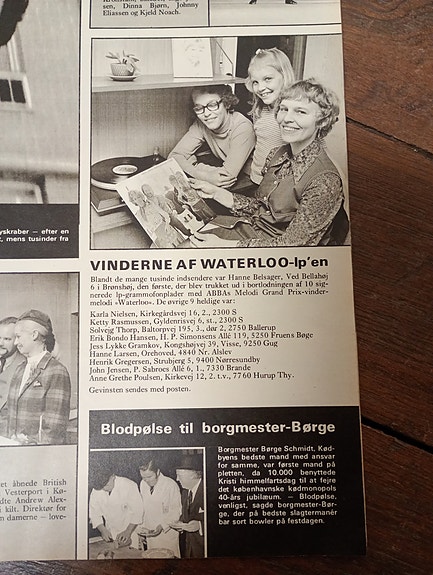 sen, Dinna Bjørn, Johnny
Eliassen og Kjeld Noach.
yskraber – efter en
t, mens tusinder fra
VINDERNE AF WATERLOO-lp'en
Blandt de mange tusinde indsendere var Hanne Belsager, Ved Bellahøj
6 i Brønshøj, den første, der blev trukket ud i lodtrækningen af 10 sig-
nerede lp-grammofonplader med ABBAs Melodi Grand Prix-vinder-
melodi »Waterloo«. De øvrige 9 heldige var:
Karla Nielsen, Kirkegårdsvej 16, 2., 2300 S
Ketty Rasmussen, Gyldenrisvej 6, st., 2300 S
Solveig Thorp, Baltorpvej 195, 3., dør 2, 2750 Ballerup
Erik Bondo Hansen, H. P. Simonsens Allé 119, 5250 Fruens Bøge
Jess Lykke Gramkov, Kongshøjvej 39, Visse, 9250 Gug
Hanne Larsen, Orehoved, 4840 Nr. Alslev
Henrik Gregersen, Strubjerg 5, 9400 Nørresundby
John Jensen, P. Sabroes Allé 6, 1., 7330 Brande
Anne Grethe Poulsen, Kirkevej 12, 2. t.v., 7760 Hurup Thy.
Gevinsten sendes med posten.
Blodpølse til borgmester-Børge
Borgmester Børge Schmidt, Kød-
byens bedste mand med ansvar
for samme, var første mand på
pletten, da 10.000 benyttede
Kristi himmelfartsdag til at fejre
det københavnske kødmonopols
40-års jubilæum. – Blodpølse,
venligst, sagde borgmester-Bør-
ge, der på bedste slagtermanér
bar sort bowler på festdagen.
et åbnede British
Vesterport i Kø-
dte Andrew Alex-
i kilt. Direktør for
m damerne – love-